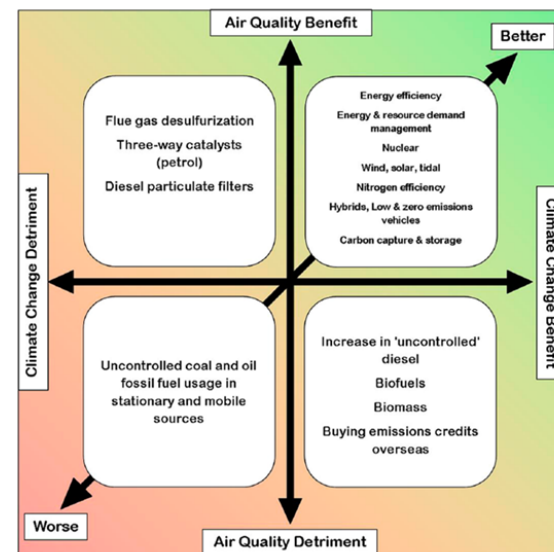 Air Quality Benefit
Better
Flue gas desulfurization
Three-way catalysts
(petrol)
Diesel particulate filters
Energy efficiency
Energy & resource demand
management
Nuclear
Wind, solar, tidal
Nitrogen efficiency
Hybrids, Low & zero emissions
vehicles
Carbon capture & storage
Climate Change Detriment
Climate Change Benefit
Uncontrolled coal and oil
fossil fuel usage in
stationary and mobile
sources
Increase in 'uncontrolled'
diesel
Biofuels
Biomass
Buying emissions credits
overseas
Worse
Air Quality Detriment